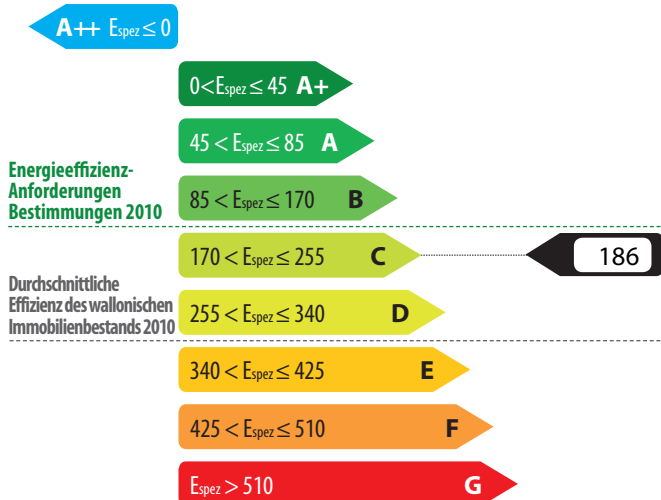 A++ Espez ≤ 0
0 < Espez ≤ 45 A+
45 < Espez ≤ 85 A
Energieeffizienz-
Anforderungen
Bestimmungen 2010
85 < Espez ≤ 170 B
170 < Espez ≤ 255 C
186
Durchschnittliche
Effizienz des wallonischen
Immobilienbestands 2010
255 < Espez ≤ 340 D
340 < Espez ≤ 425 E
425 < Espez ≤ 510 F
Espez > 510 G